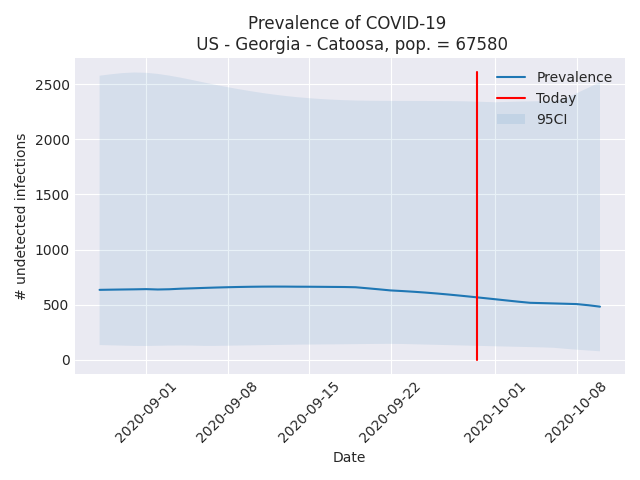 Prevalence of COVID-19
US - Georgia - Catoosa, pop. = 67580
# undetected infections
2500
2000
1500
1000
500
0
Prevalence
Today
95CI
2020-09-01
2020-09-08
2020-09-15
2020-09-22
2020-10-01
2020-10-08
Date